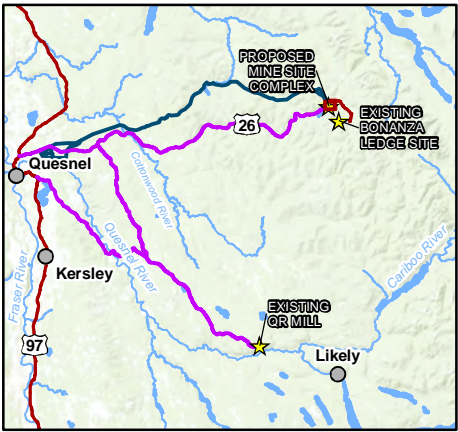 PROPOSED
MINE SITE
COMPLEX
26
EXISTING
BONANZA
LEDGE SITE
Quesnel
Cottonwood River
Quesnel River
Cariboo River
Fraser River
Kersley
EXISTING
QR MILL
97
Likely